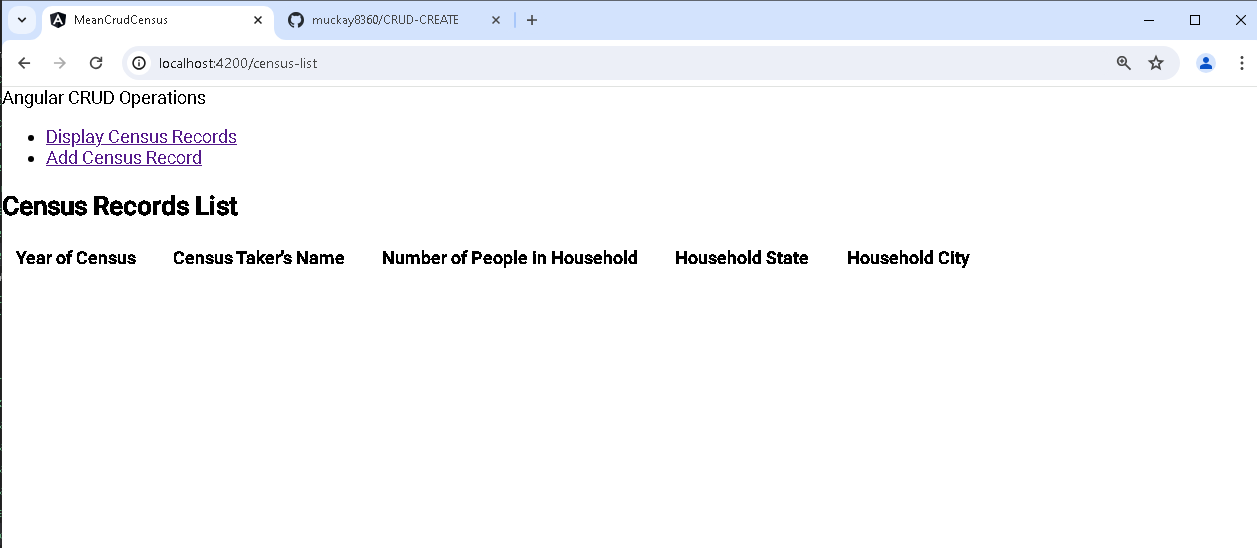 MeanCrudCensus
muckay8360/CRUD-CREATE
localhost:4200/census-list
Angular CRUD Operations
Display Census Records
Add Census Record
Census Records List
Year of Census Census Taker's Name Number of People in Household Household State Household City